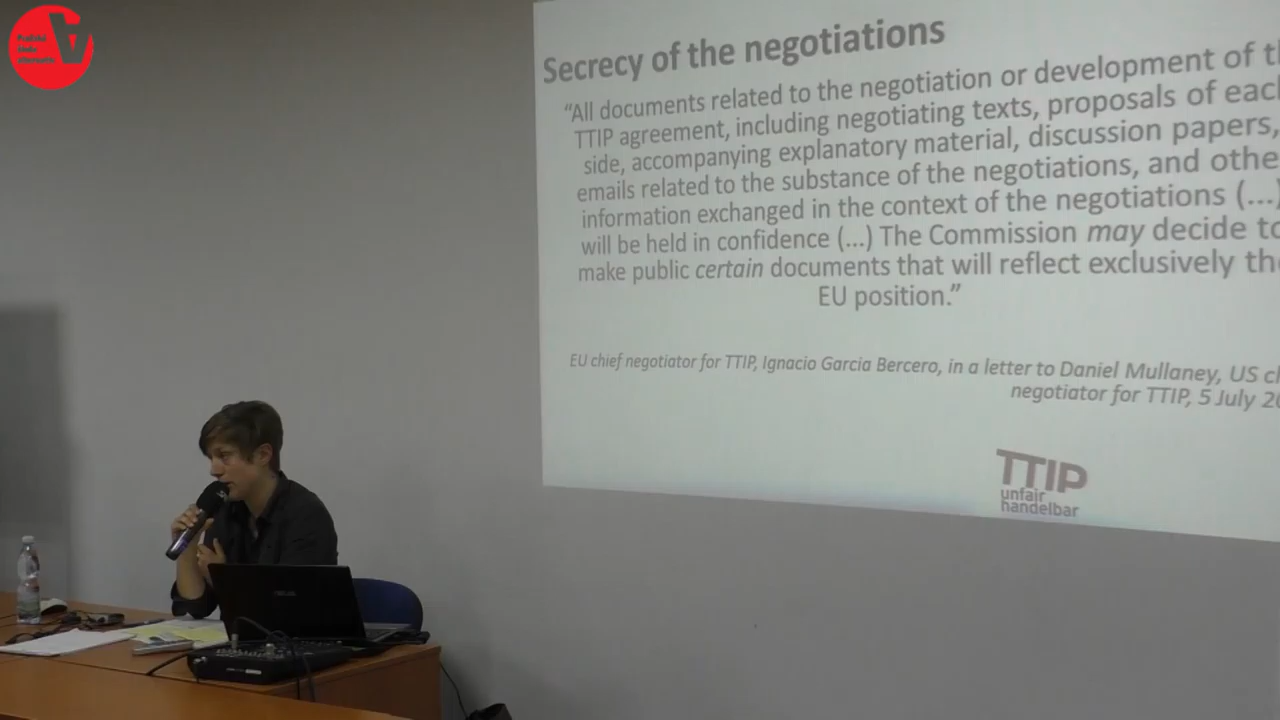 Secrecy of the negotiations
“All documents related to the negotiation or development of th
TTIP agreement, including negotiating texts, proposals of each
side, accompanying explanatory material, discussion papers,
emails related to the substance of the negotiations, and othe
information exchanged in the context of the negotiations (...)
will be held in confidence (...) The Commission may decide to
make public certain documents that will reflect exclusively the
EU position.”
EU chief negotiator for TTIP, Ignacio Garcia Bercero, in a letter to Daniel Mullaney, US ch
negotiator for TTIP, 5 July 20
TTIP
unfair
handelbar